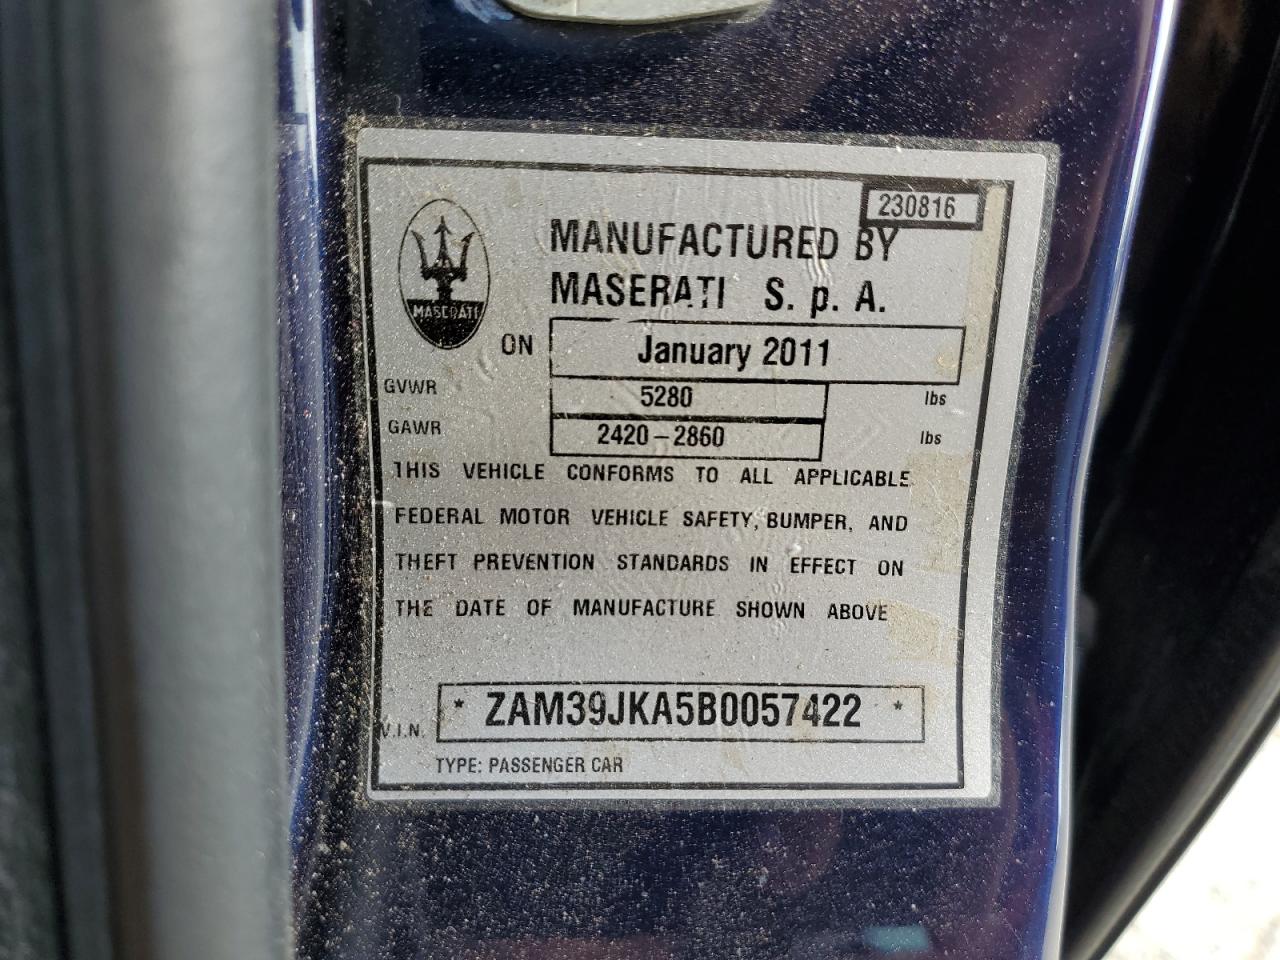 230816
MANUFACTURED BY
MASERATI S. p. A.
MASERATI
ON January 2011
GVWR 5280 lbs
GAWR 2420-2860 lbs
THIS VEHICLE CONFORMS TO ALL APPLICABLE
FEDERAL MOTOR VEHICLE SAFETY, BUMPER, AND
THEFT PREVENTION STANDARDS IN EFFECT ON
THE DATE OF MANUFACTURE SHOWN ABOVE
V.I.N. * ZAM39JKA5B0057422 *
TYPE: PASSENGER CAR